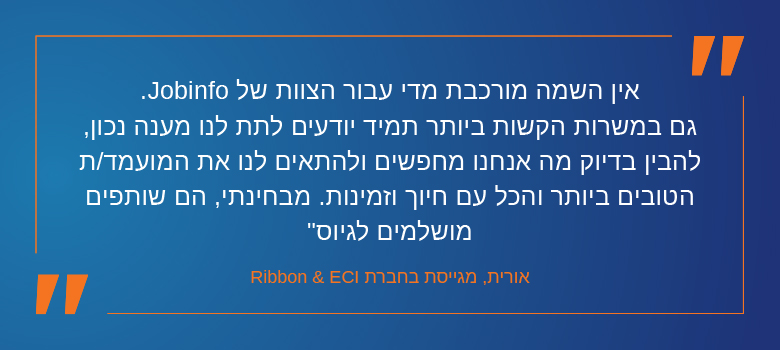 אין השמה מורכבת מדי עבור הצוות של Jobinfo.
גם במשרות הקשות ביותר תמיד יודעים לתת לנו מענה נכון,
להבין בדיוק מה אנחנו מחפשים ולהתאים לנו את המועמד/ת
הטובים ביותר והכל עם חיוך וזמינות. מבחינתי, הם שותפים
מושלמים לגיוס"
אורית, מגייסת בחברת Ribbon & ECI